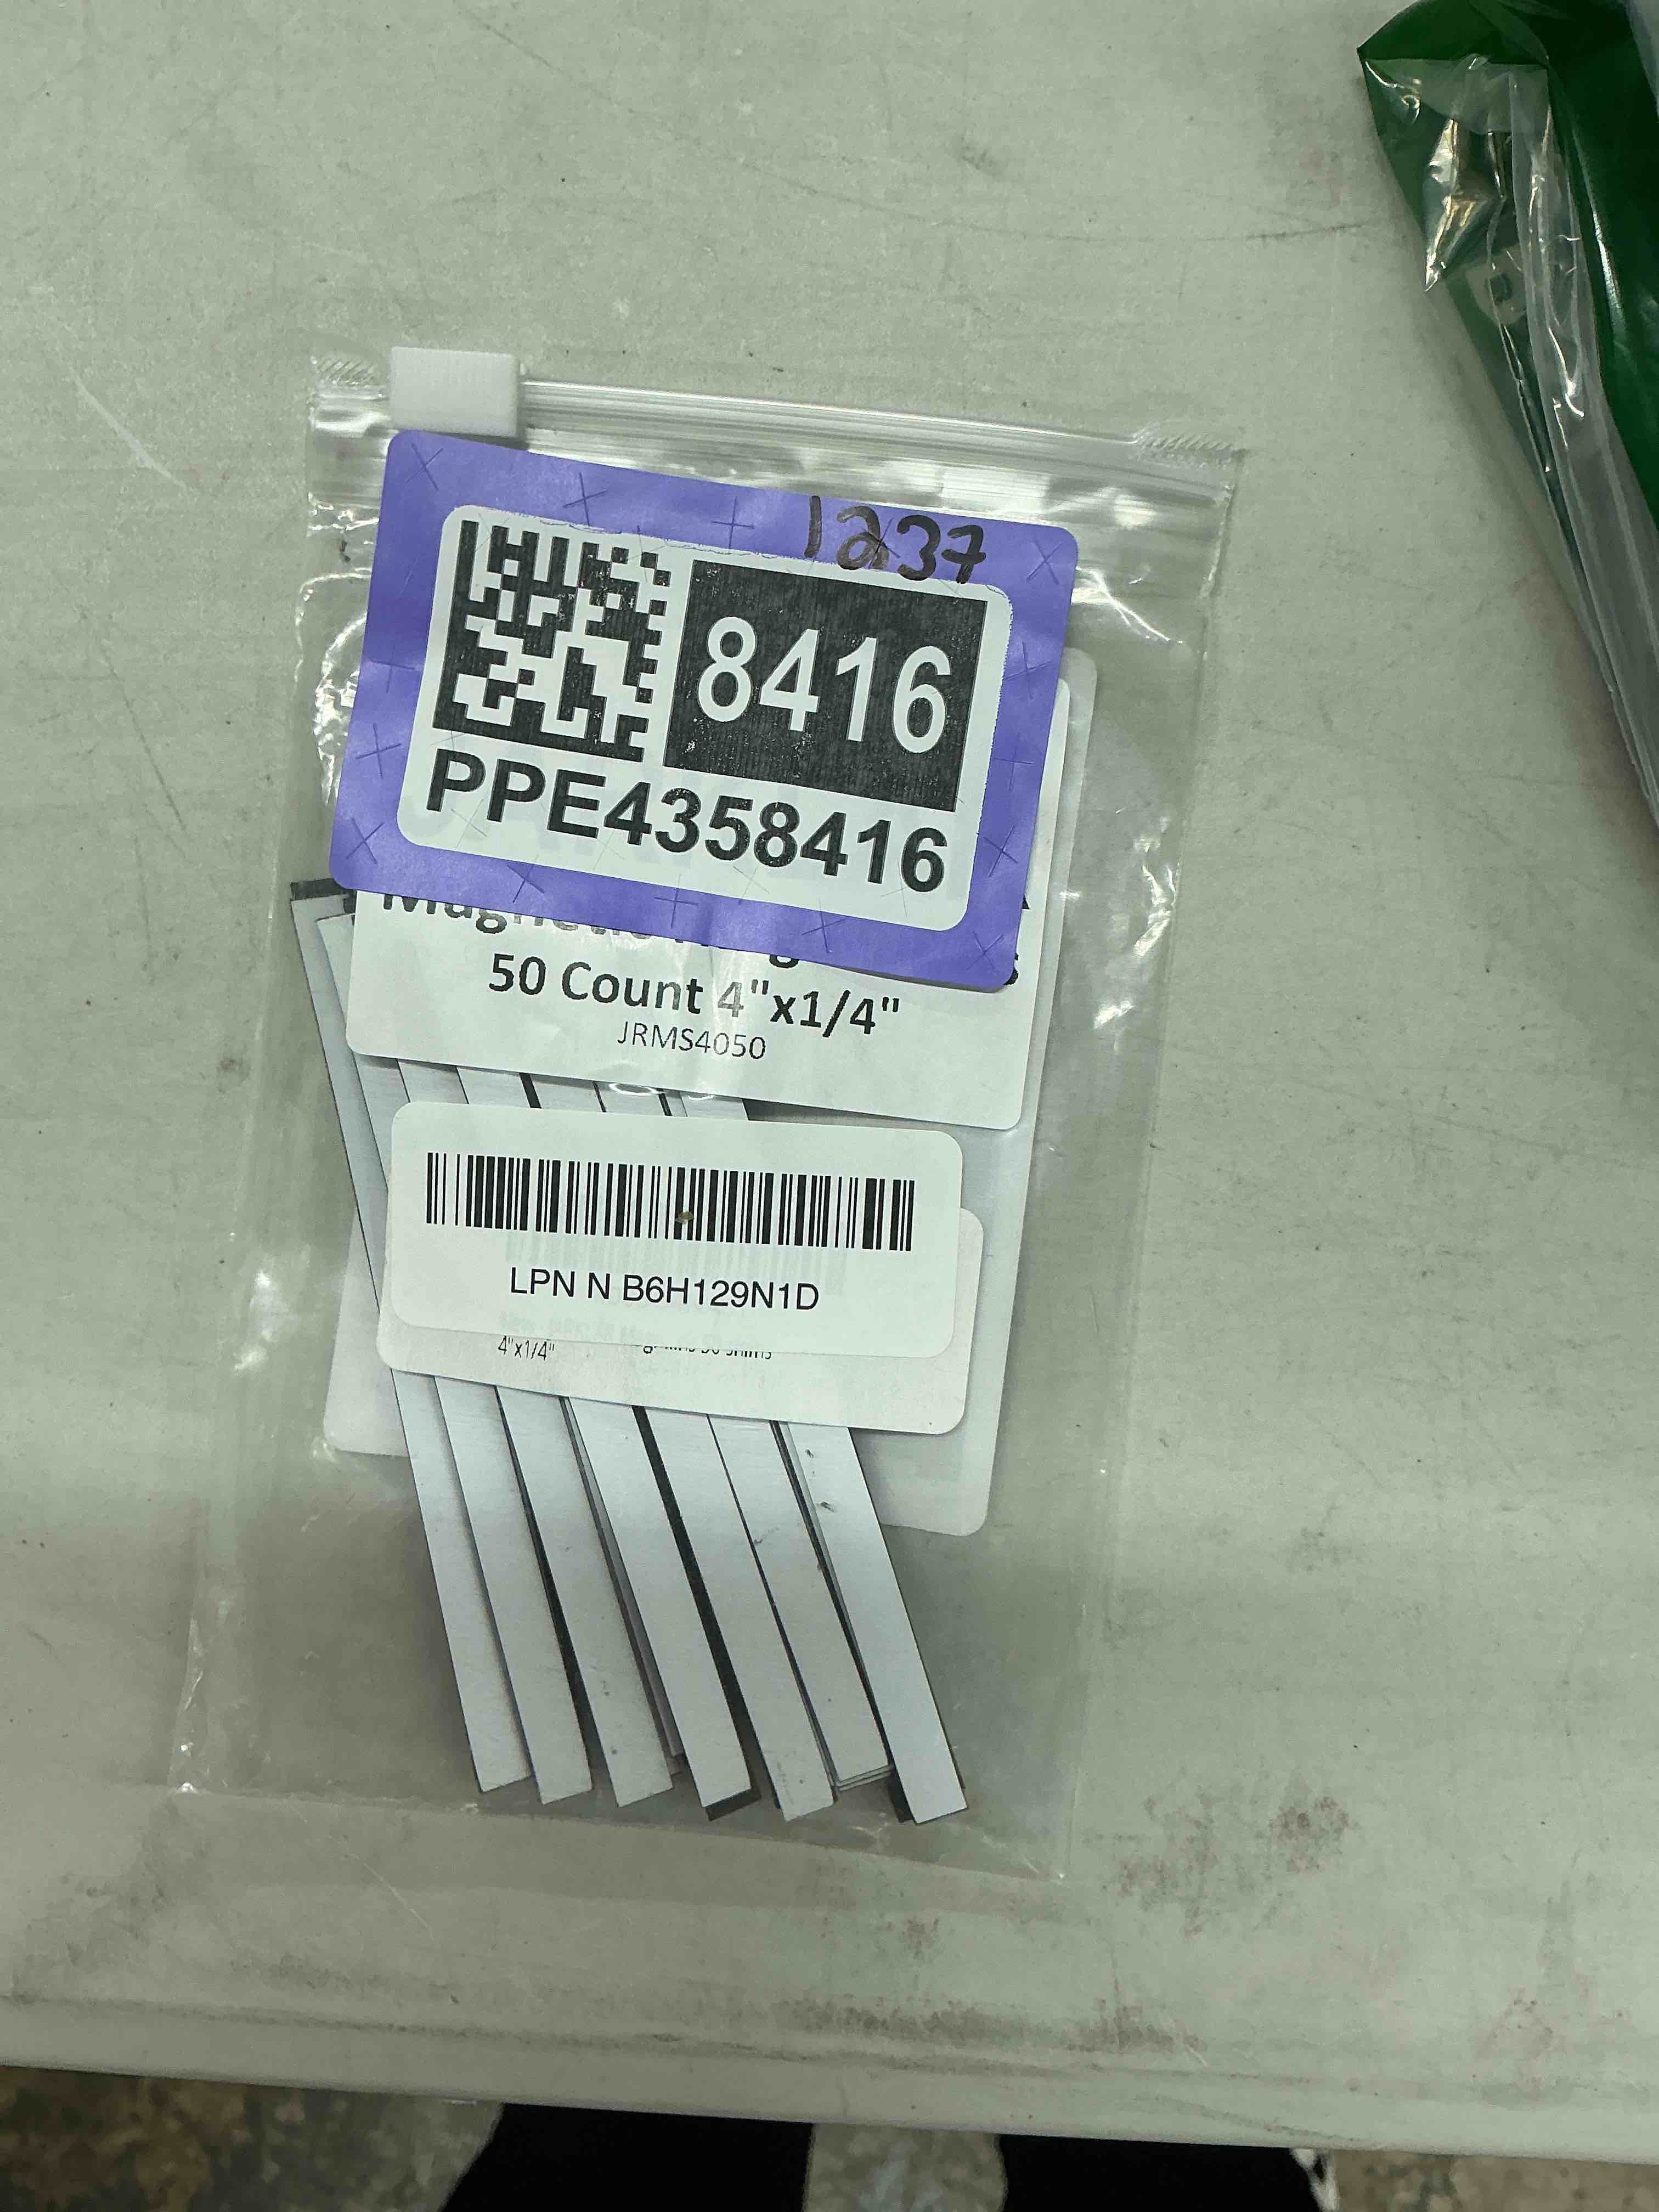 1237
8416
PPE4358416
50 Count 4"x1/4"
JRMS4050
LPN N B6H129N1D
4"x1/4"